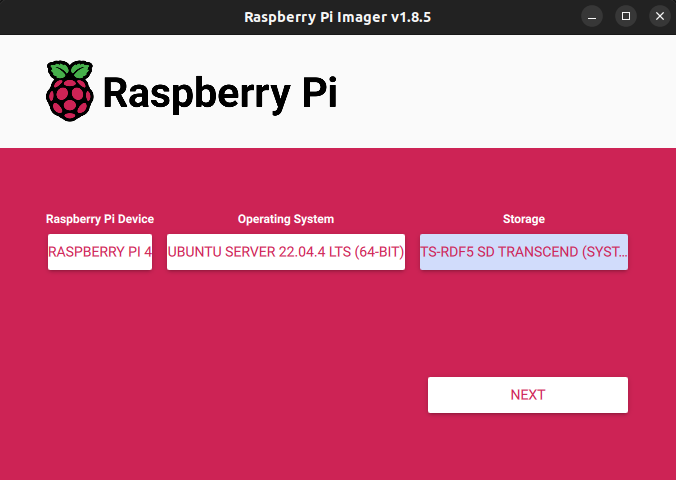 Raspberry Pi Imager v1.8.5
Raspberry Pi
Raspberry Pi Device
Operating System
Storage
RASPBERRY PI 4
UBUNTU SERVER 22.04.4 LTS (64-BIT)
TS-RDF5 SD TRANSCEND (SYST…
NEXT